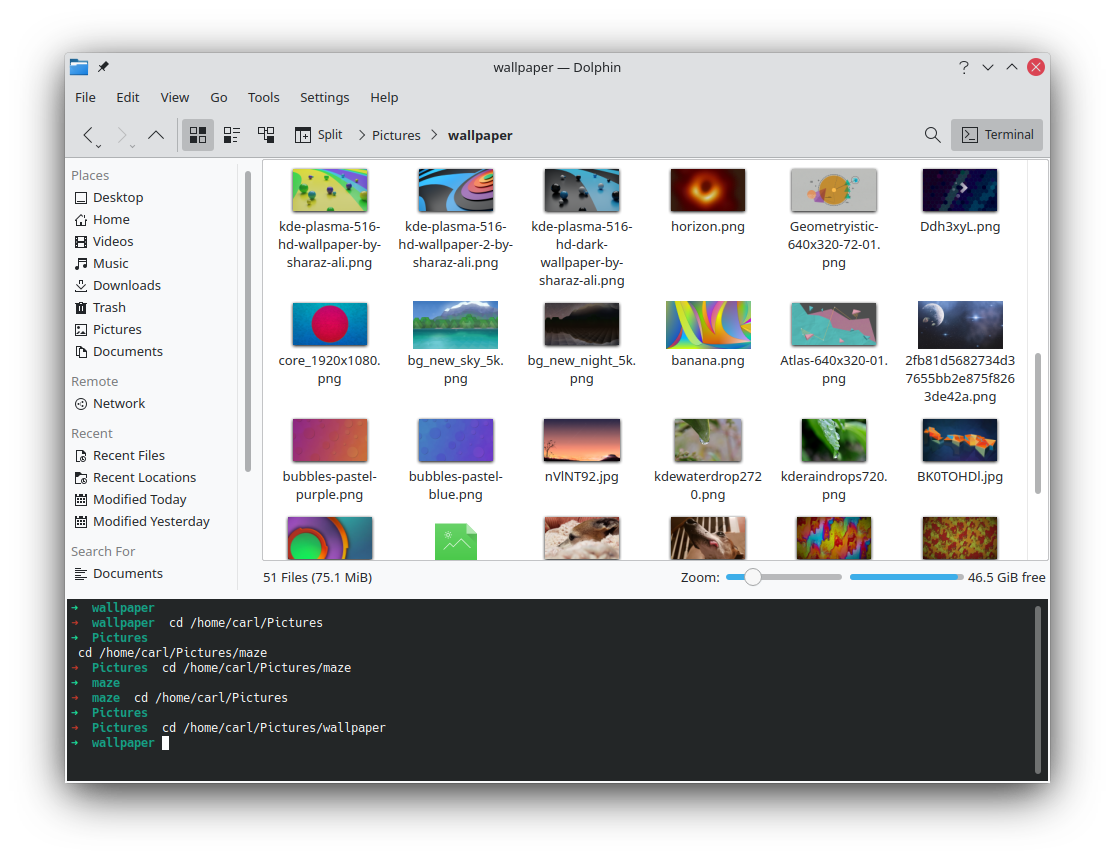 wallpaper — Dolphin
File Edit View Go Tools Settings Help
Split Pictures wallpaper Terminal
Places
Desktop
Home
Videos
Music
Downloads
Trash
Pictures
Documents
Remote
Network
Recent
Recent Files
Recent Locations
Modified Today
Modified Yesterday
Search For
Documents
kde-plasma-516-
hd-wallpaper-by-
sharaz-ali.png
kde-plasma-516-
hd-wallpaper-2-by-
sharaz-ali.png
kde-plasma-516-
hd-dark-
wallpaper-by-
sharaz-ali.png
horizon.png
Geometryistic-
640x320-72-01.
png
Ddh3xyL.png
core_1920x1080.
png
bg_new_sky_5k.
png
bg_new_night_5k.
png
banana.png
Atlas-640x320-01.
png
2fb81d5682734d3
7655bb2e875f826
3de42a.png
bubbles-pastel-
purple.png
bubbles-pastel-
blue.png
nVlNT92.jpg
kdewaterdrop272
0.png
kderaindrops720.
png
BK0TOHDl.jpg
51 Files (75.1 MiB)
Zoom:
46.5 GiB free
➜ wallpaper
➜ wallpaper cd /home/carl/Pictures
➜ Pictures
cd /home/carl/Pictures/maze
➜ Pictures cd /home/carl/Pictures/maze
➜ maze
➜ maze cd /home/carl/Pictures
➜ Pictures
➜ Pictures cd /home/carl/Pictures/wallpaper
➜ wallpaper